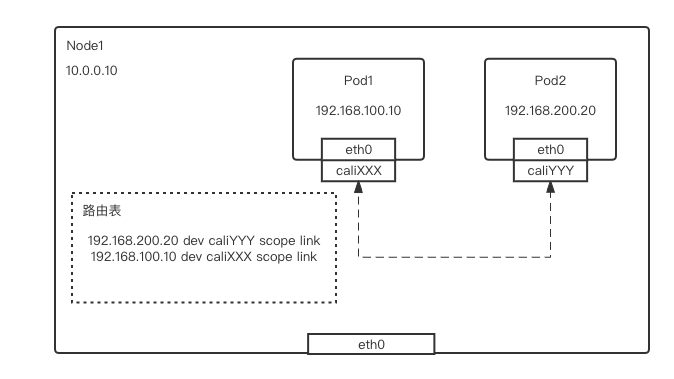 Node1
10.0.0.10
Pod1
192.168.100.10
eth0
caliXXX
Pod2
192.168.200.20
eth0
caliYYY
路由表
192.168.200.20 dev caliYYY scope link
192.168.100.10 dev caliXXX scope link
eth0